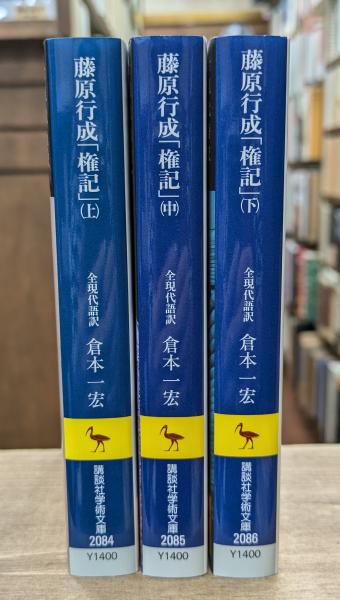 藤原行成「権記」(上)
全現代語訳 倉本一宏
講談社学術文庫
2084
Y1400
藤原行成「権記」(中)
全現代語訳 倉本一宏
講談社学術文庫
2085
Y1400
藤原行成「権記」(下)
全現代語訳 倉本一宏
講談社学術文庫
2086
Y1400